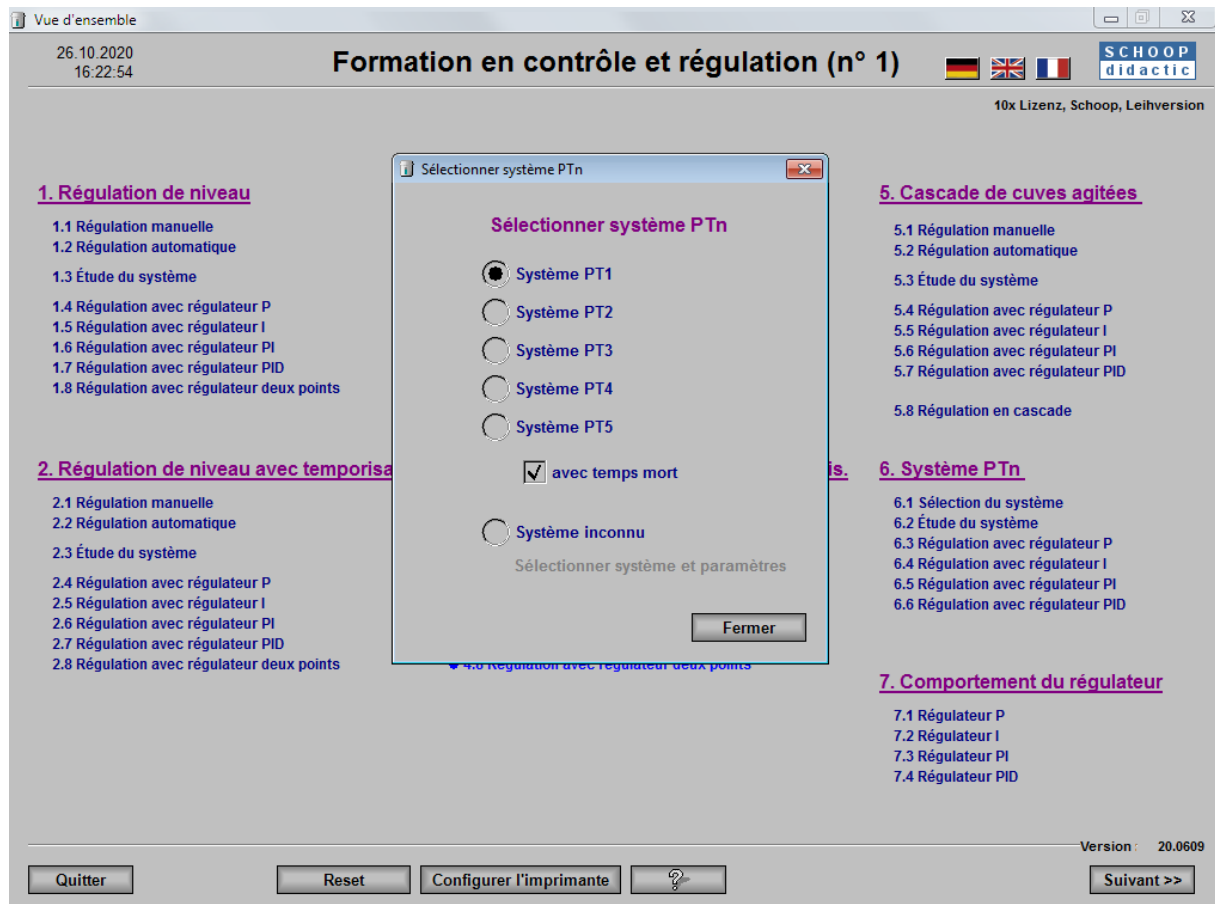 Vue d'ensemble
26.10.2020
16:22:54
Formation en contrôle et régulation (n° 1)
SCHOOP
didactic
10x Lizenz, Schoop, Leihversion
1. Régulation de niveau
1.1 Régulation manuelle
1.2 Régulation automatique
1.3 Étude du système
1.4 Régulation avec régulateur P
1.5 Régulation avec régulateur I
1.6 Régulation avec régulateur PI
1.7 Régulation avec régulateur PID
1.8 Régulation avec régulateur deux points
2. Régulation de niveau avec temporisa
2.1 Régulation manuelle
2.2 Régulation automatique
2.3 Étude du système
2.4 Régulation avec régulateur P
2.5 Régulation avec régulateur I
2.6 Régulation avec régulateur PI
2.7 Régulation avec régulateur PID
2.8 Régulation avec régulateur deux points
Sélectionner système PTn
Sélectionner système PTn
Système PT1
Système PT2
Système PT3
Système PT4
Système PT5
avec temps mort
Système inconnu
Sélectionner système et paramètres
Fermer
4.8 Régulation avec régulateur deux points
is.
5. Cascade de cuves agitées
5.1 Régulation manuelle
5.2 Régulation automatique
5.3 Étude du système
5.4 Régulation avec régulateur P
5.5 Régulation avec régulateur I
5.6 Régulation avec régulateur PI
5.7 Régulation avec régulateur PID
5.8 Régulation en cascade
6. Système PTn
6.1 Sélection du système
6.2 Étude du système
6.3 Régulation avec régulateur P
6.4 Régulation avec régulateur I
6.5 Régulation avec régulateur PI
6.6 Régulation avec régulateur PID
7. Comportement du régulateur
7.1 Régulateur P
7.2 Régulateur I
7.3 Régulateur PI
7.4 Régulateur PID
Version : 20.0609
Quitter
Reset
Configurer l'imprimante
?
Suivant >>